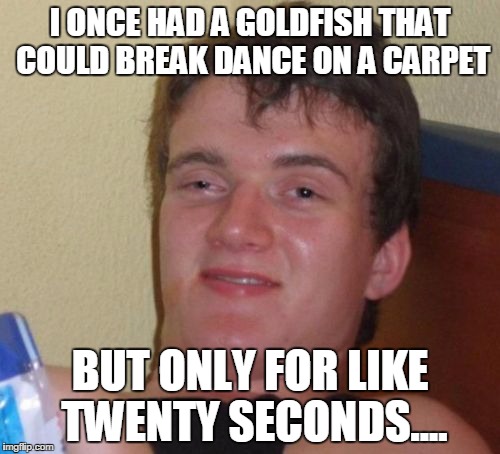 I ONCE HAD A GOLDFISH THAT
COULD BREAK DANCE ON A CARPET
BUT ONLY FOR LIKE
TWENTY SECONDS....
imgflip.com